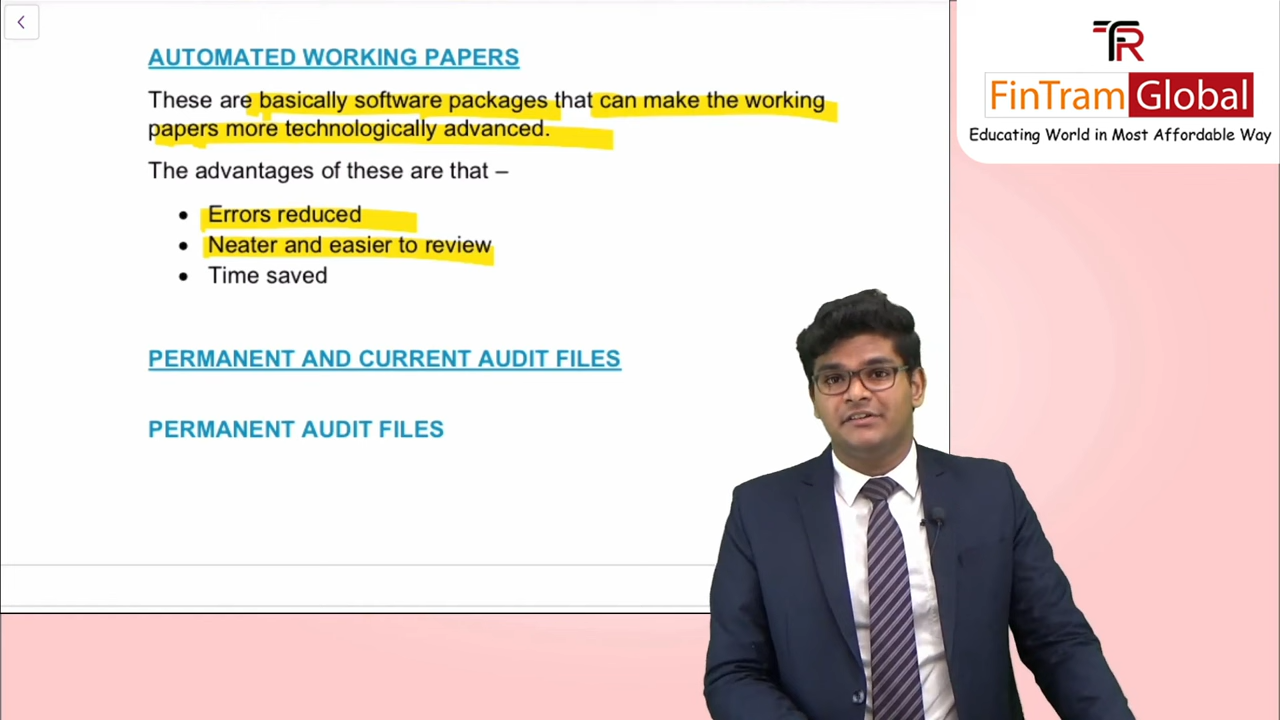 AUTOMATED WORKING PAPERS
These are basically software packages that can make the working
papers more technologically advanced.
The advantages of these are that –
• Errors reduced
• Neater and easier to review
• Time saved
PERMANENT AND CURRENT AUDIT FILES
PERMANENT AUDIT FILES
FinTram Global
Educating World in Most Affordable Way